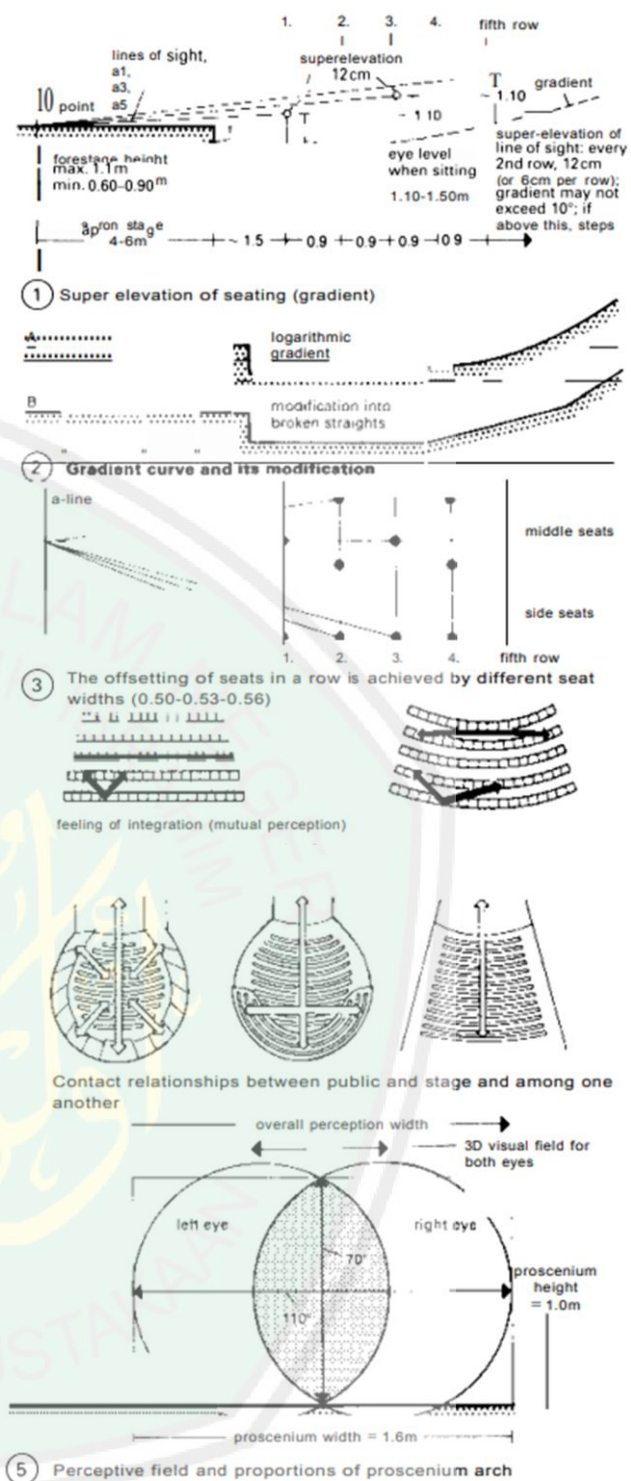 1. 2. 3. 4. fifth row
lines of sight,
a1,
a3,
a5
superelevation
12cm
10 point
T
T
gradient
~ 1.10
~ 1 10
forestage height
max. 1.1m
min. 0.60–0.90m
eye level
when sitting
1.10-1.50m
super-elevation of
line of sight: every
2nd row, 12cm
(or 6cm per row);
gradient may not
exceed 10°; if
above this, steps
apron stage
4-6m
~ 1.5 0.9 0.9 0.9 0.9
1 Super elevation of seating (gradient)
A
logarithmic
gradient
B
modification into
broken straights
2 Gradient curve and its modification
a-line
middle seats
side seats
1. 2. 3. 4. fifth row
3 The offsetting of seats in a row is achieved by different seat
widths (0.50-0.53-0.56)
feeling of integration (mutual perception)
Contact relationships between public and stage and among one
another
overall perception width
3D visual field for
both eyes
left eye
right eye
70°
110°
proscenium
height
= 1.0m
proscenium width = 1.6m
5 Perceptive field and proportions of proscenium arch